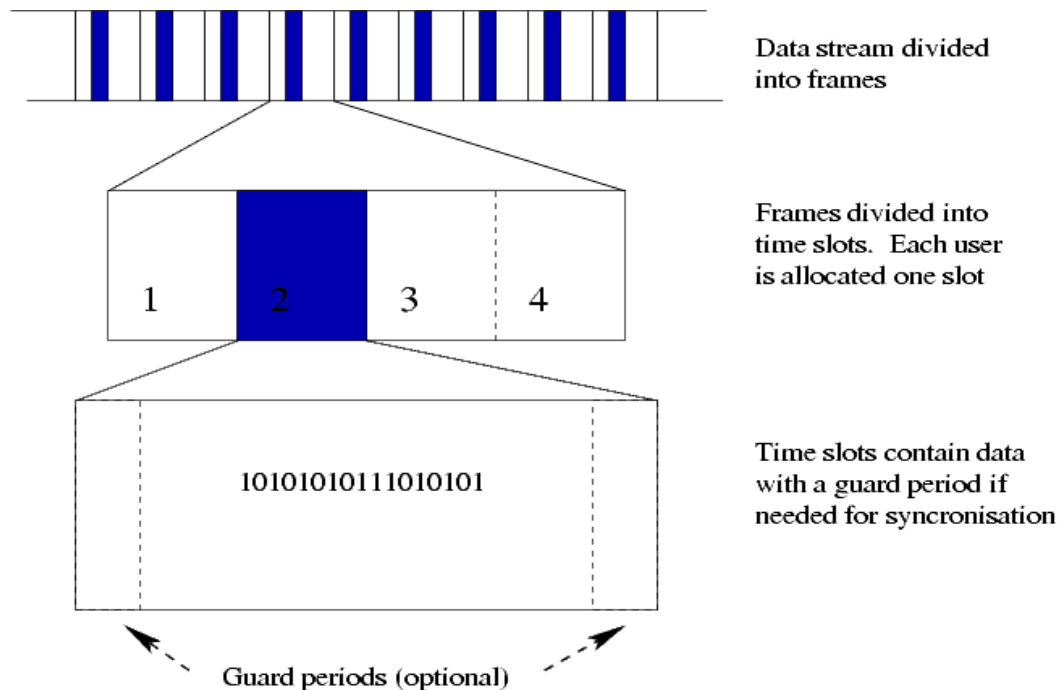 Data stream divided
into frames
Frames divided into
time slots.  Each user
is allocated one slot
1
2
3
4
Time slots contain data
with a guard period if
needed for syncronisation
10101010111010101
Guard periods (optional)